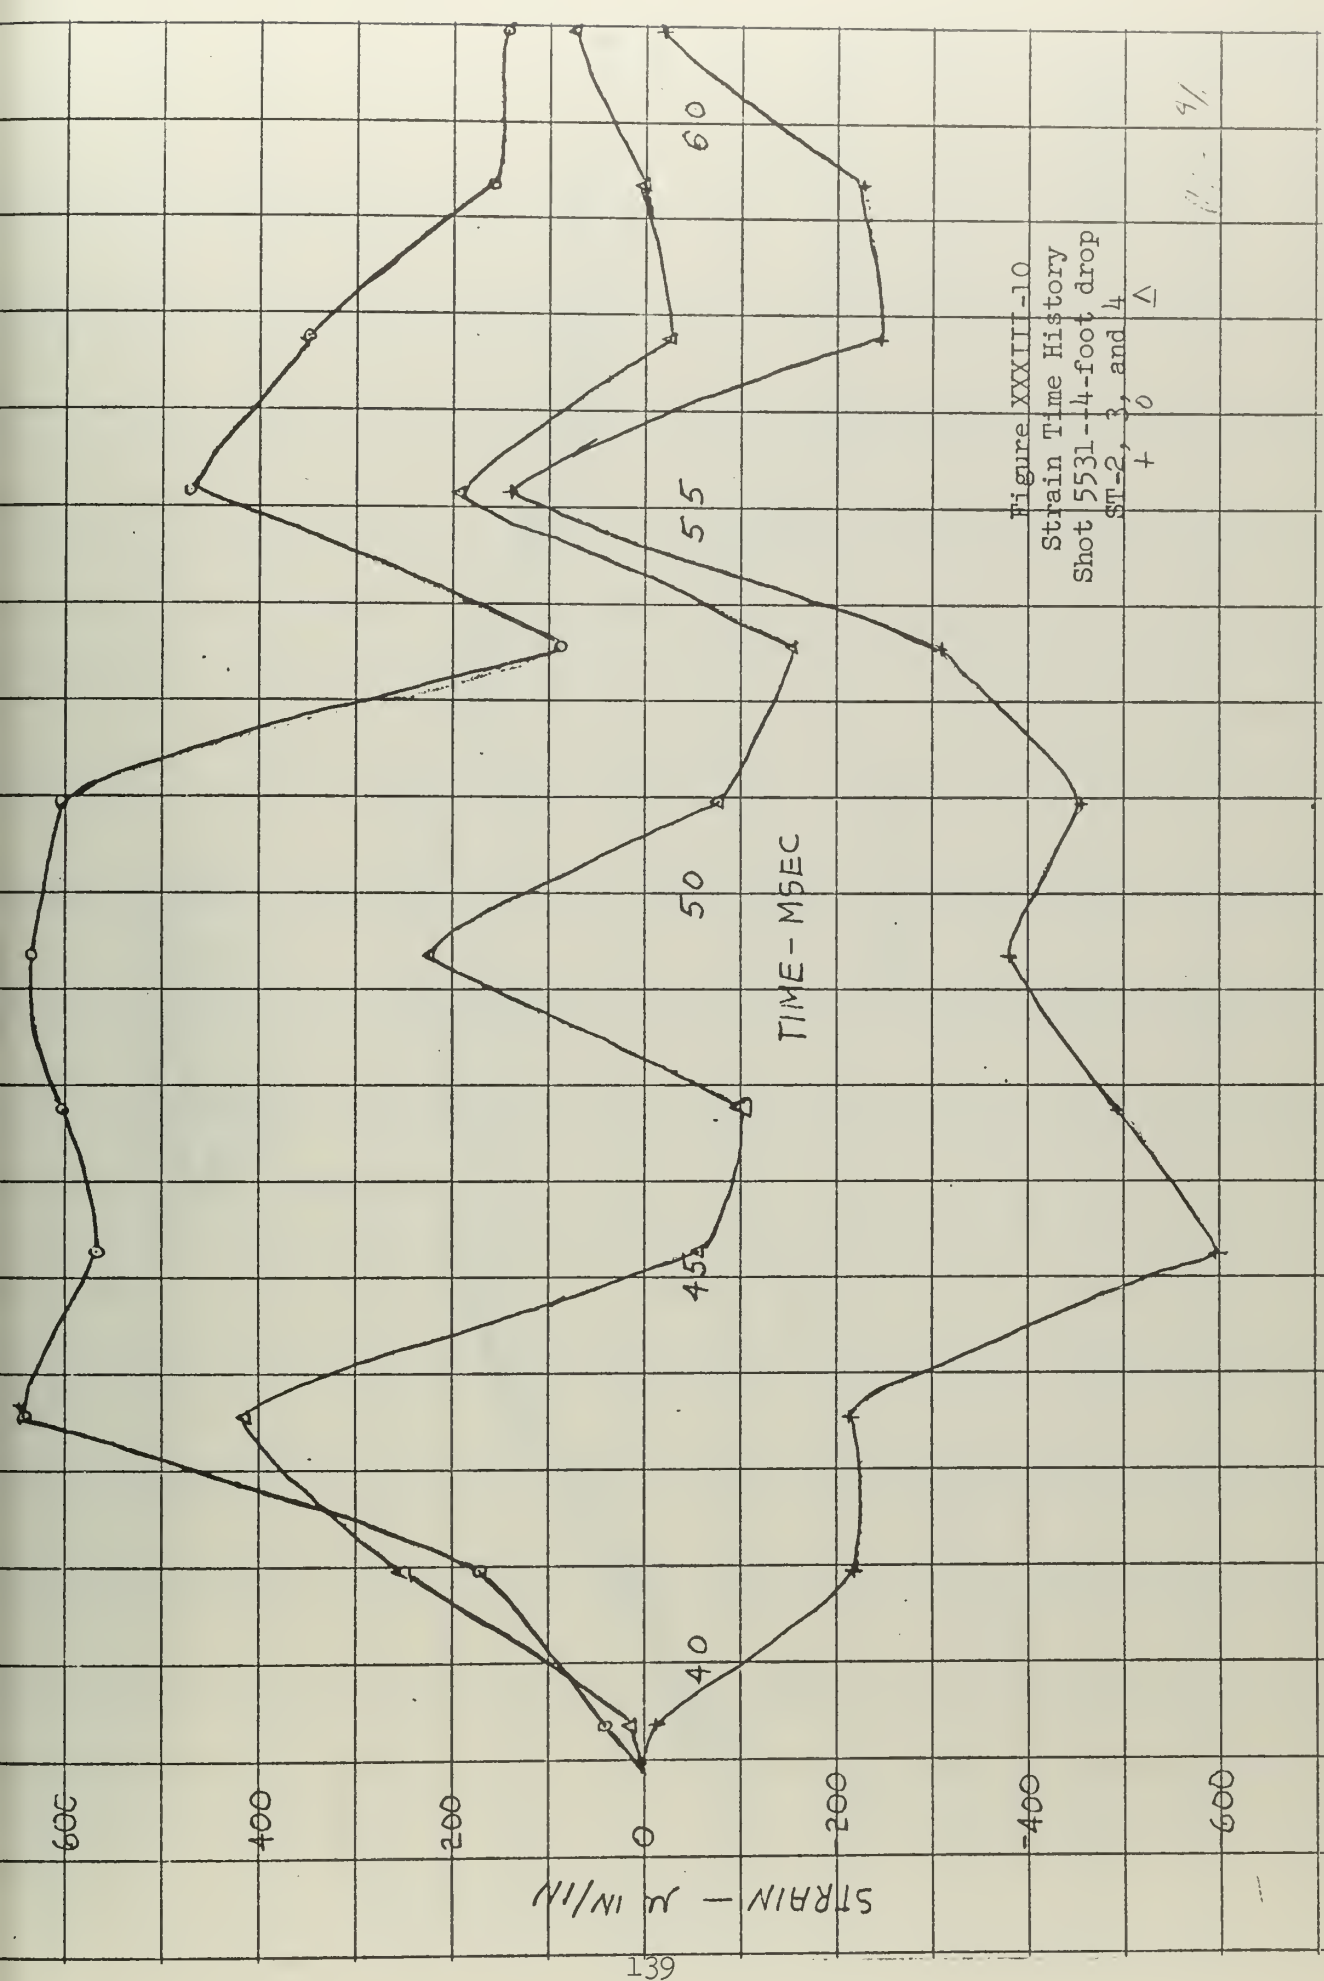 600
400
200
0
-200
-400
600
STRAIN - μ IN/IN
40
45
50
55
60
TIME - MSEC
Figure XXXIII-10
Strain Time History
Shot 5531--4-foot drop
ST-2, 3, and 4
+ O Δ
139